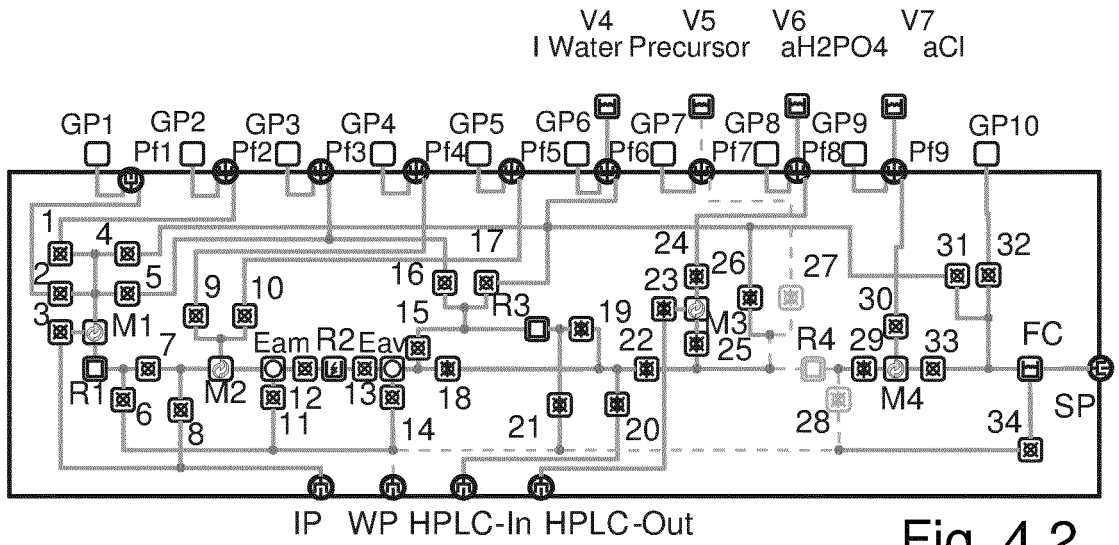 V4 V5 V6 V7
l Water Precursor aH2PO4 aCl
GP1 GP2 GP3 GP4 GP5 GP6 GP7 GP8 GP9 GP10
Pf1 Pf2 Pf3 Pf4 Pf5 Pf6 Pf7 Pf8 Pf9
1 4 17 24 31 32
2 5 9 10 16 R3 23 26 27
3 M1 15 19 M3 30
7 Eam R2 Eav 22 25 R4 29 33 FC
R1 M2 12 13 18 M4 SP
6 8 11 14 21 20 28 34
IP WP HPLC-In HPLC-Out
Fig. 4.2